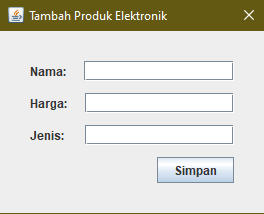 Tambah Produk Elektronik
Nama:
Harga:
Jenis:
Simpan